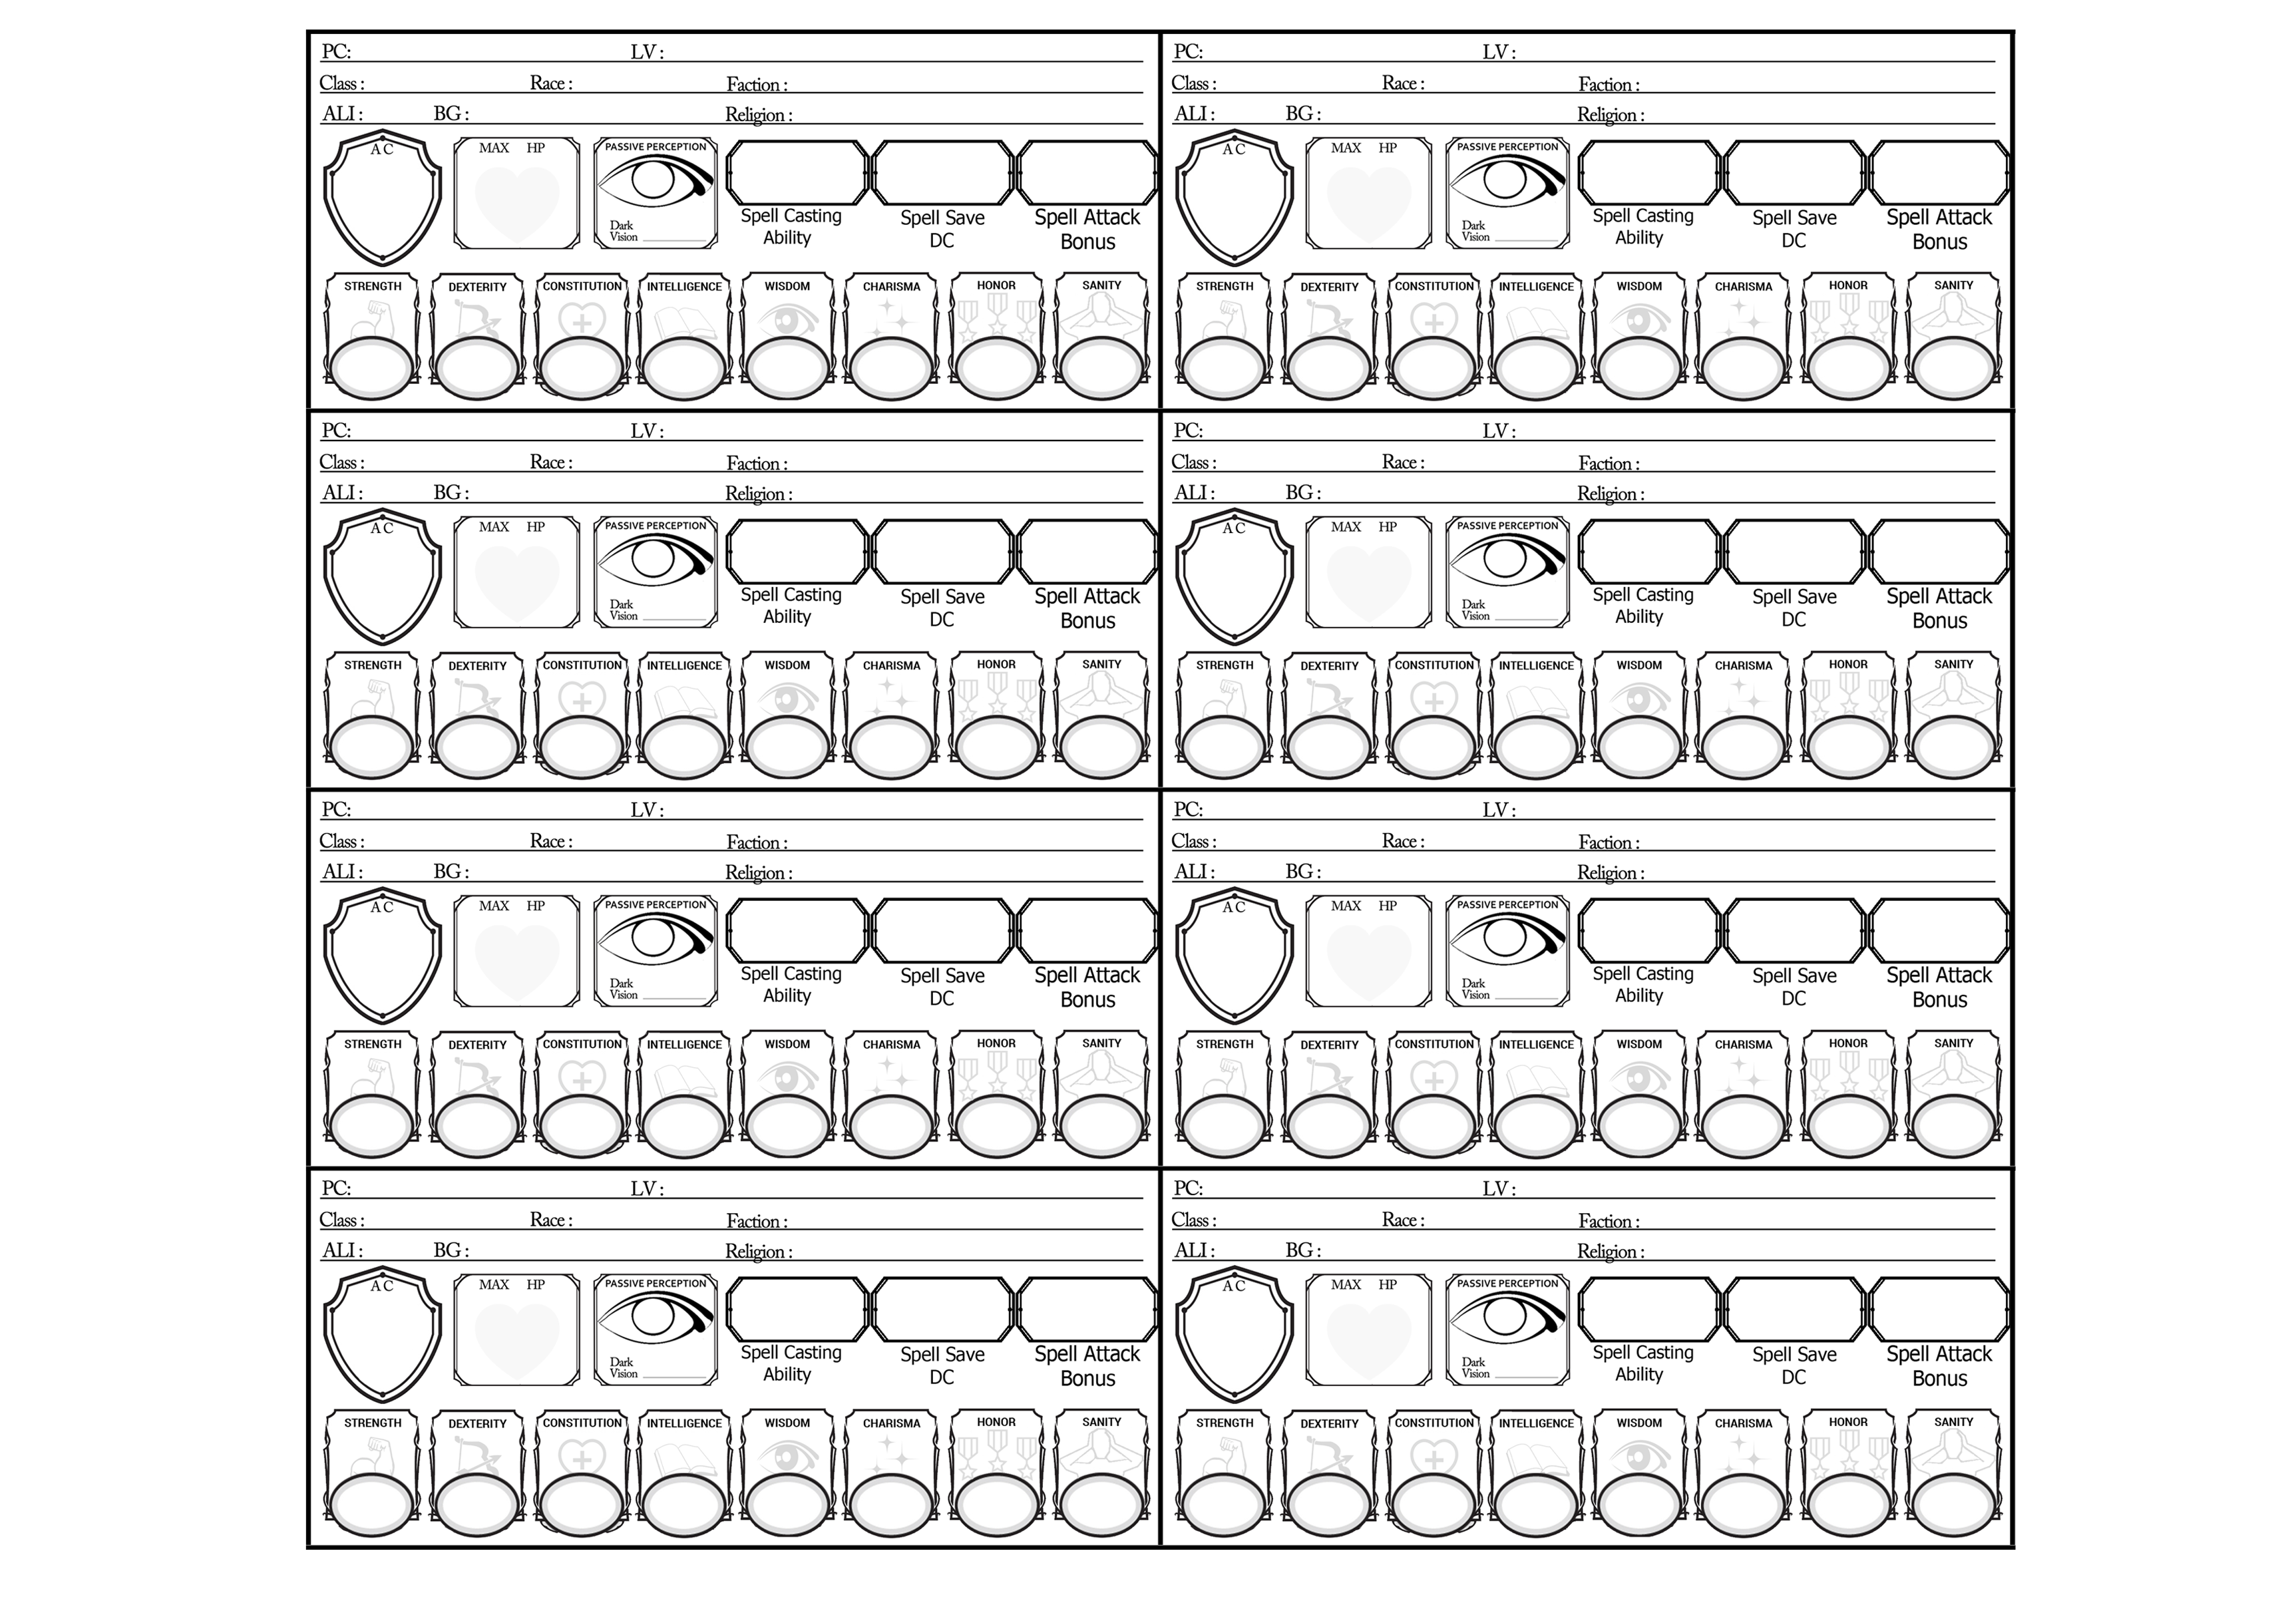 PC: LV : PC: LV :
Class : Race : Faction : Class : Race : Faction :
ALI : BG : Religion : ALI : BG : Religion :
AC MAX HP PASSIVE PERCEPTION AC MAX HP PASSIVE PERCEPTION
Spell Casting Spell Save Spell Attack Spell Casting Spell Save Spell Attack
Dark Dark
Vision Ability DC Bonus Vision Ability DC Bonus
STRENGTH DEXTERITY CONSTITUTION INTELLIGENCE WISDOM CHARISMA HONOR SANITY STRENGTH DEXTERITY CONSTITUTION INTELLIGENCE WISDOM CHARISMA HONOR SANITY
PC: LV : PC: LV :
Class : Race : Faction : Class : Race : Faction :
ALI : BG : Religion : ALI : BG : Religion :
AC MAX HP PASSIVE PERCEPTION AC MAX HP PASSIVE PERCEPTION
Spell Casting Spell Save Spell Attack Spell Casting Spell Save Spell Attack
Dark Dark
Vision Ability DC Bonus Vision Ability DC Bonus
STRENGTH DEXTERITY CONSTITUTION INTELLIGENCE WISDOM CHARISMA HONOR SANITY STRENGTH DEXTERITY CONSTITUTION INTELLIGENCE WISDOM CHARISMA HONOR SANITY
PC: LV : PC: LV :
Class : Race : Faction : Class : Race : Faction :
ALI : BG : Religion : ALI : BG : Religion :
AC MAX HP PASSIVE PERCEPTION AC MAX HP PASSIVE PERCEPTION
Spell Casting Spell Save Spell Attack Spell Casting Spell Save Spell Attack
Dark Dark
Vision Ability DC Bonus Vision Ability DC Bonus
STRENGTH DEXTERITY CONSTITUTION INTELLIGENCE WISDOM CHARISMA HONOR SANITY STRENGTH DEXTERITY CONSTITUTION INTELLIGENCE WISDOM CHARISMA HONOR SANITY
PC: LV : PC: LV :
Class : Race : Faction : Class : Race : Faction :
ALI : BG : Religion : ALI : BG : Religion :
AC MAX HP PASSIVE PERCEPTION AC MAX HP PASSIVE PERCEPTION
Spell Casting Spell Save Spell Attack Spell Casting Spell Save Spell Attack
Dark Dark
Vision Ability DC Bonus Vision Ability DC Bonus
STRENGTH DEXTERITY CONSTITUTION INTELLIGENCE WISDOM CHARISMA HONOR SANITY STRENGTH DEXTERITY CONSTITUTION INTELLIGENCE WISDOM CHARISMA HONOR SANITY